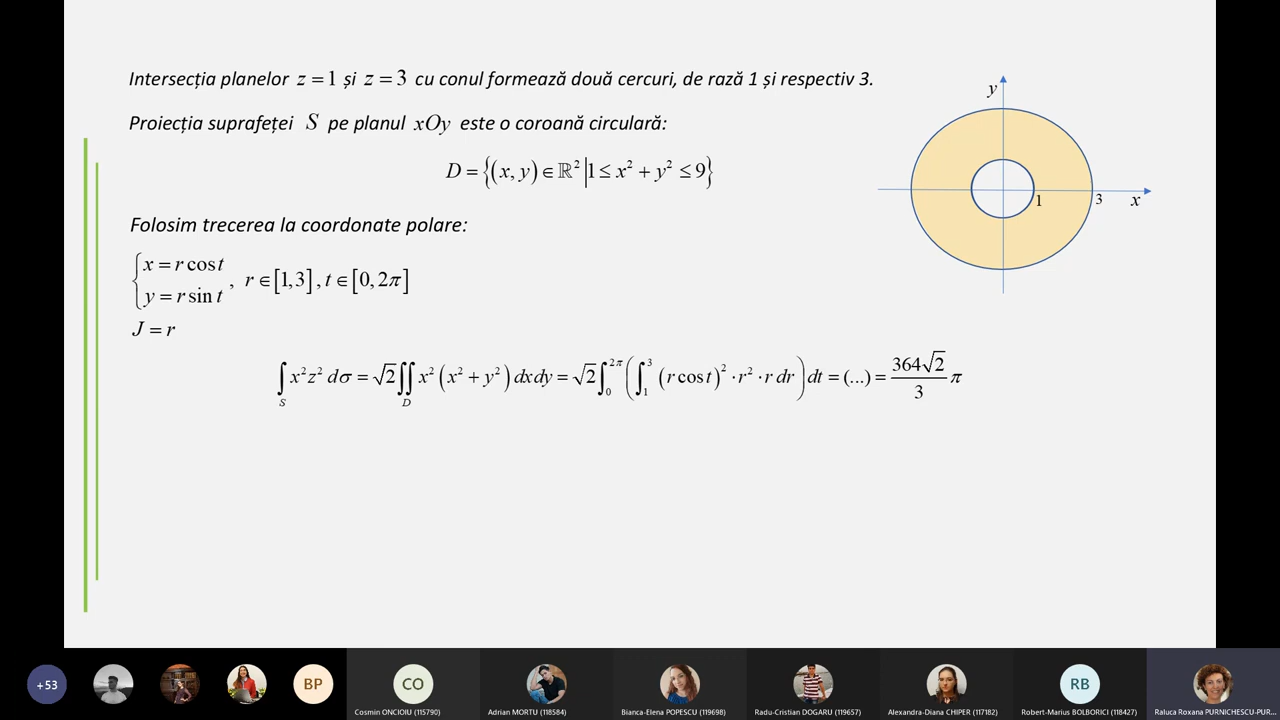 Intersecția planelor z = 1 și z = 3 cu conul formează două cercuri, de rază 1 și respectiv 3.
Proiecția suprafeței S pe planul xOy este o coroană circulară:
D = {(x, y) ∈ ℝ² | 1 ≤ x² + y² ≤ 9}
y
1
3
x
Folosim trecerea la coordonate polare:
{ x = r cos t
y = r sin t , r ∈ [1,3], t ∈ [0, 2π]
J = r
∫_S x²z² dσ = √2 ∬_D x² (x² + y²) dxdy = √2 ∫_0^{2π} ( ∫_1^3 (r cos t)² · r² · r dr ) dt = (...) = 364√2/3 π
+53
BP
CO
RB
Cosmin ONCIOIU (115790)
Adrian MORTU (118584)
Bianca-Elena POPESCU (119698)
Radu-Cristian DOGARU (119657)
Alexandra-Diana CHIPER (117182)
Robert-Marius BOLBORICI (118427)
Raluca Roxana PURNICHESCU-PUR...